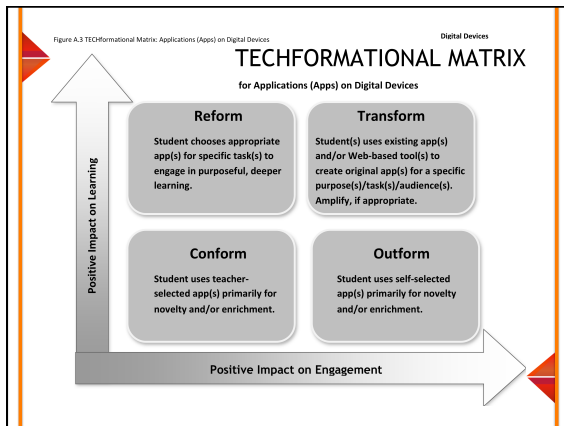 Figure A.3 TECHformational Matrix: Applications (Apps) on Digital Devices
Digital Devices
TECHFORMATIONAL MATRIX
for Applications (Apps) on Digital Devices
Positive Impact on Learning
Reform
Student chooses appropriate
app(s) for specific task(s) to
engage in purposeful, deeper
learning.
Transform
Student(s) uses existing app(s)
and/or Web-based tool(s) to
create original app(s) for a specific
purpose(s)/task(s)/audience(s).
Amplify, if appropriate.
Conform
Student uses teacher-
selected app(s) primarily for
novelty and/or enrichment.
Outform
Student uses self-selected
app(s) primarily for novelty
and/or enrichment.
Positive Impact on Engagement